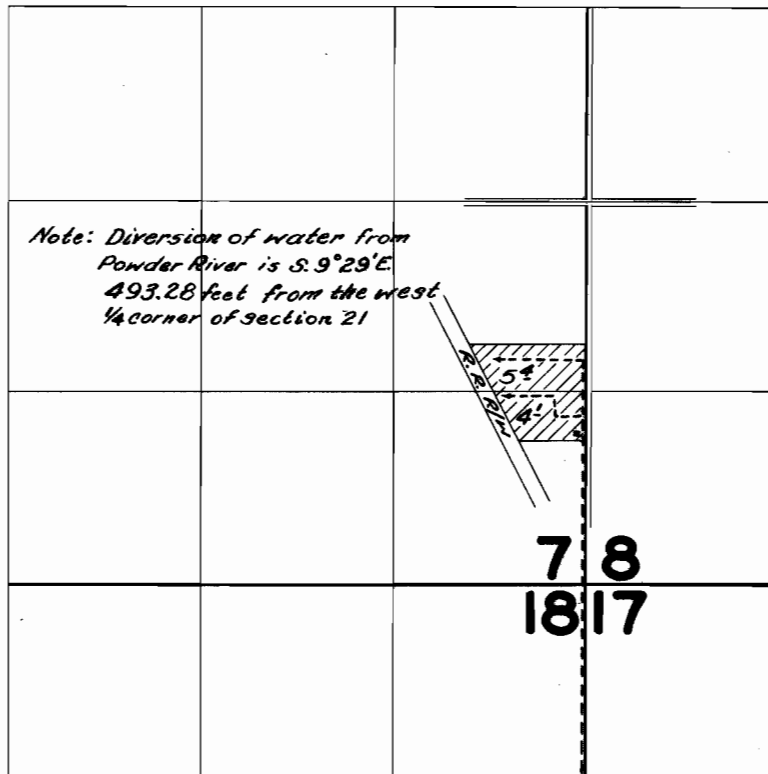 Note: Diversion of water from
Powder River is S. 9°29'E.
493.28 feet from the west
¼ corner of section 21
R.R. R/W
5⁴
4'
7 8
18 17